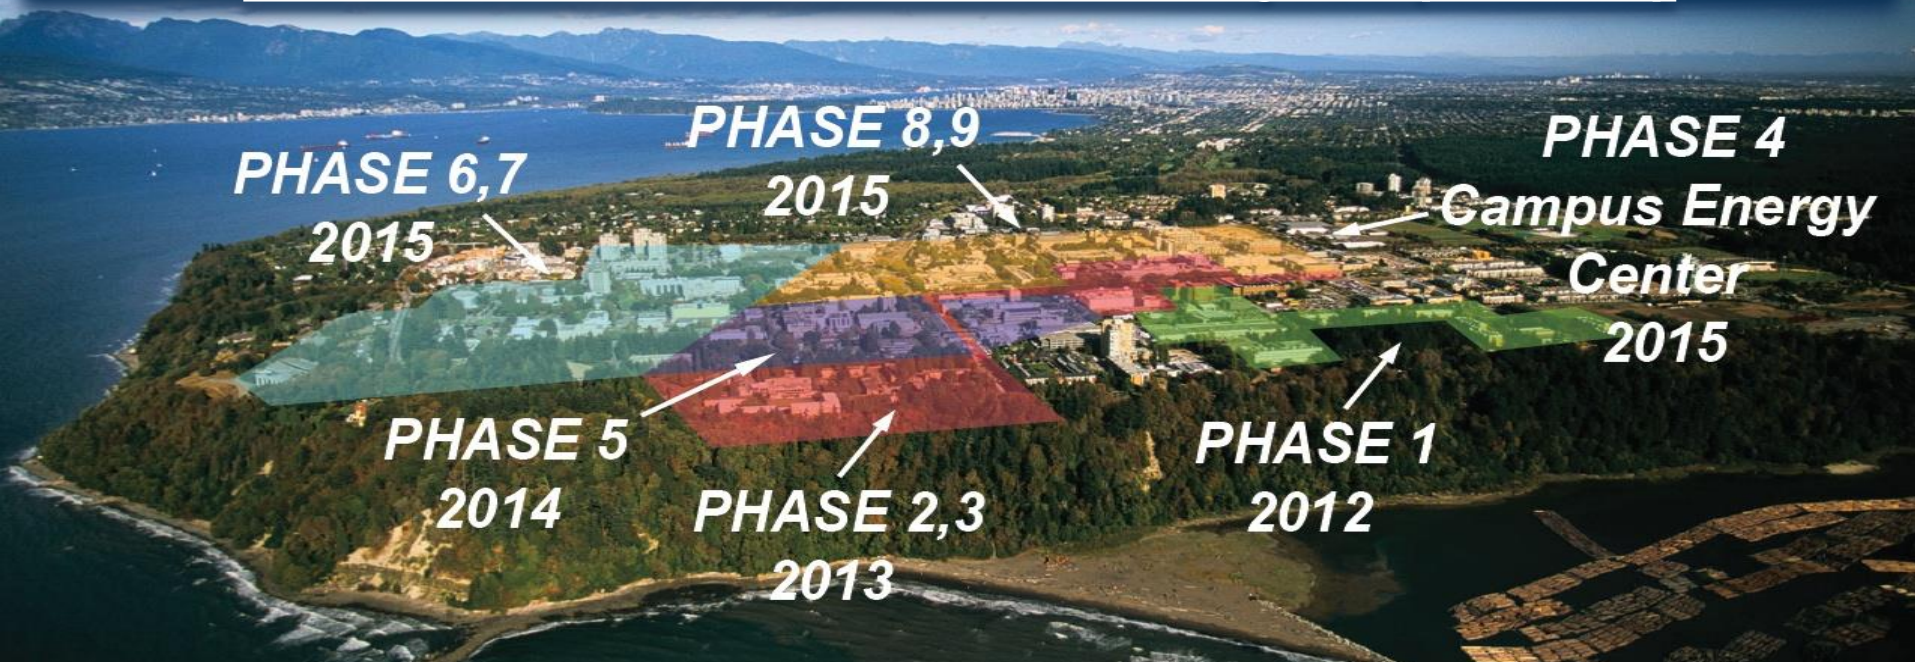 PHASE 8,9
2015
PHASE 4
Campus Energy
Center
2015
PHASE 6,7
2015
PHASE 5
2014
PHASE 2,3
2013
PHASE 1
2012